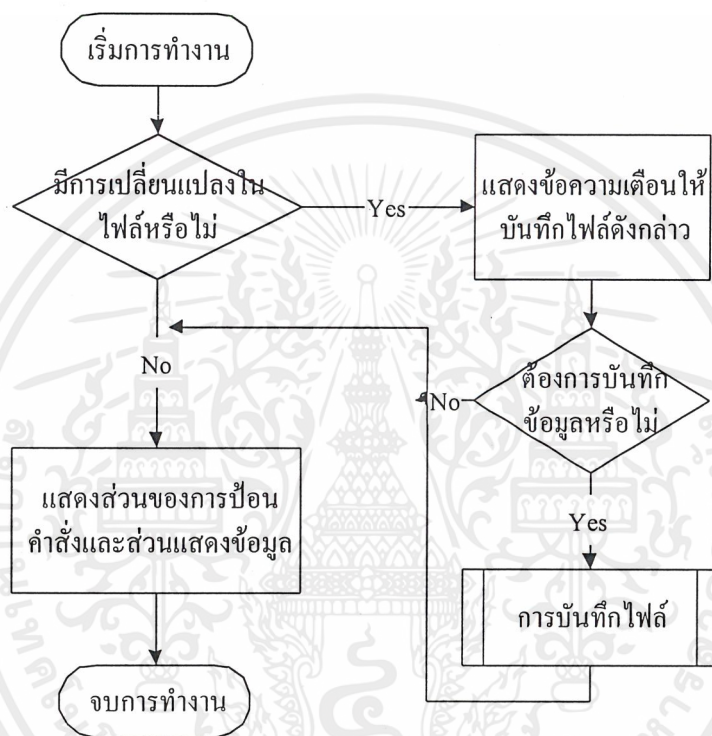 เริ่มการทำงาน
มีการเปลี่ยนแปลงใน
ไฟล์หรือไม่
Yes
แสดงข้อความเตือนให้
บันทึกไฟล์ดังกล่าว
No
ต้องการบันทึก
ข้อมูลหรือไม่
No
Yes
แสดงส่วนของการป้อน
คำสั่งและส่วนแสดงข้อมูล
การบันทึกไฟล์
จบการทำงาน